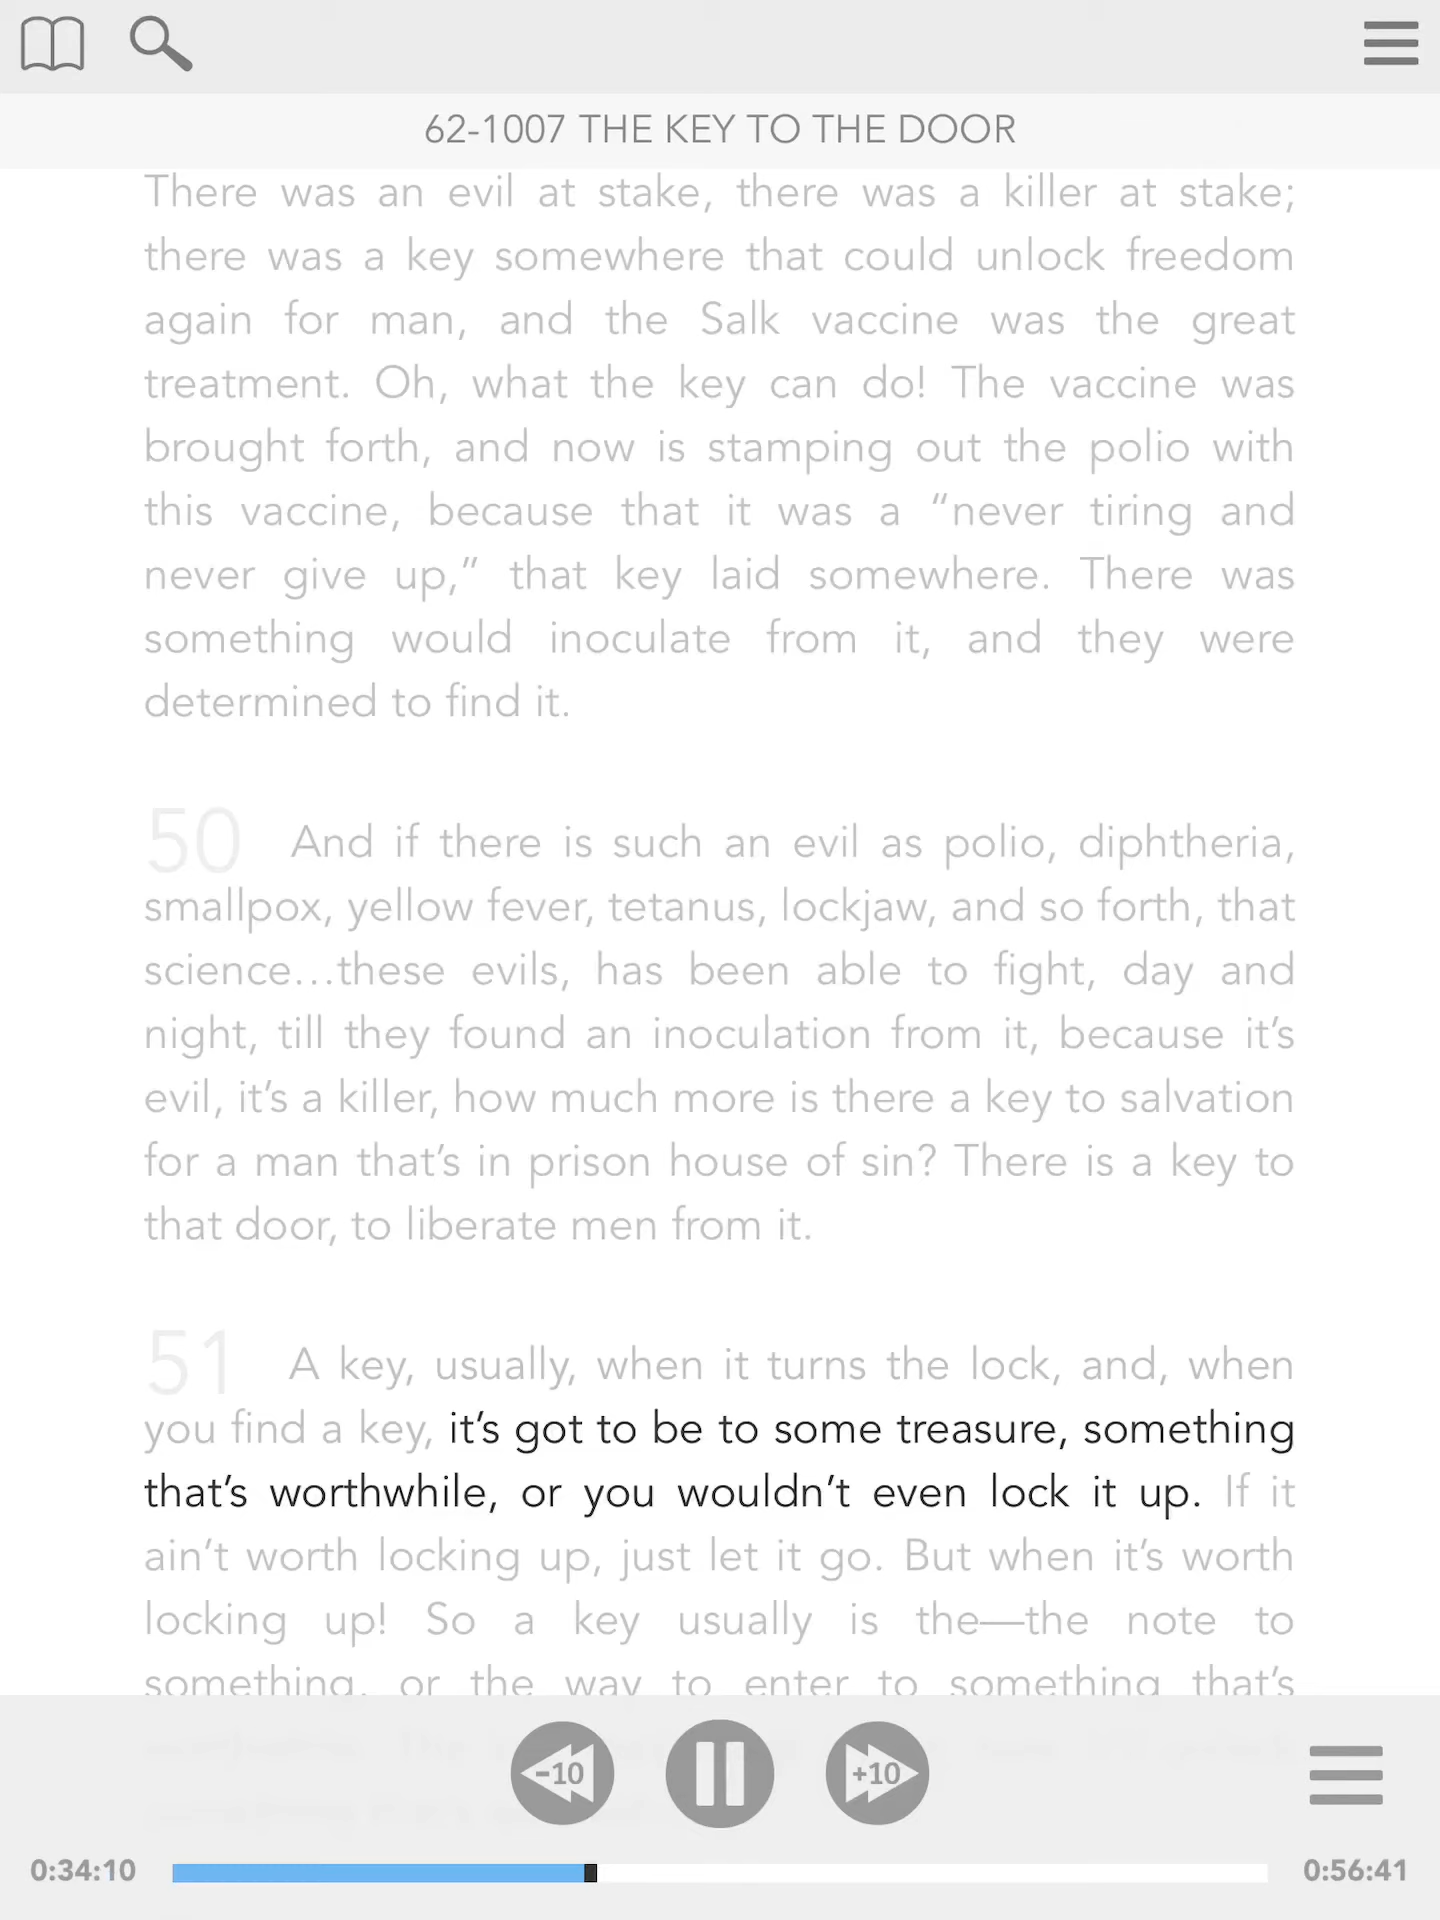 62-1007 THE KEY TO THE DOOR
There was an evil at stake, there was a killer at stake;
there was a key somewhere that could unlock freedom
again for man, and the Salk vaccine was the great
treatment. Oh, what the key can do! The vaccine was
brought forth, and now is stamping out the polio with
this vaccine, because that it was a “never tiring and
never give up,” that key laid somewhere. There was
something would inoculate from it, and they were
determined to find it.
50 And if there is such an evil as polio, diphtheria,
smallpox, yellow fever, tetanus, lockjaw, and so forth, that
science…these evils, has been able to fight, day and
night, till they found an inoculation from it, because it’s
evil, it’s a killer, how much more is there a key to salvation
for a man that’s in prison house of sin? There is a key to
that door, to liberate men from it.
51 A key, usually, when it turns the lock, and, when
you find a key, it’s got to be to some treasure, something
that’s worthwhile, or you wouldn’t even lock it up. If it
ain’t worth locking up, just let it go. But when it’s worth
locking up! So a key usually is the—the note to
something, or the way to enter to something that’s
-10 +10
0:34:10 0:56:41